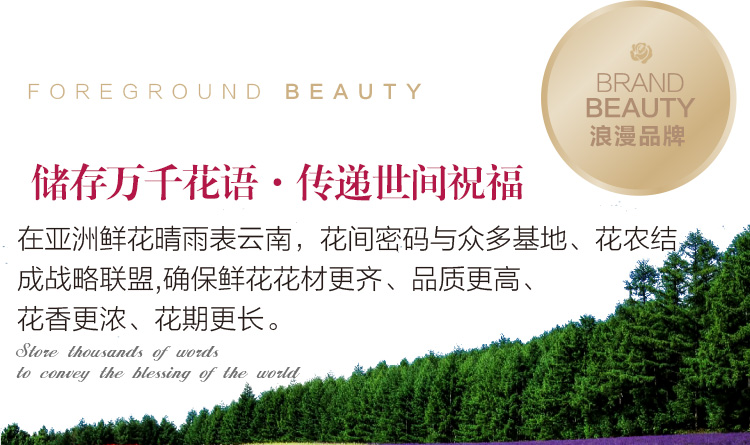 FOREGROUND BEAUTY
BRAND
BEAUTY
浪漫品牌
储存万千花语·传递世间祝福
在亚洲鲜花晴雨表云南，花间密码与众多基地、花农结
成战略联盟,确保鲜花花材更齐、品质更高、
花香更浓、花期更长。
Store thousands of words
to convey the blessing of the world